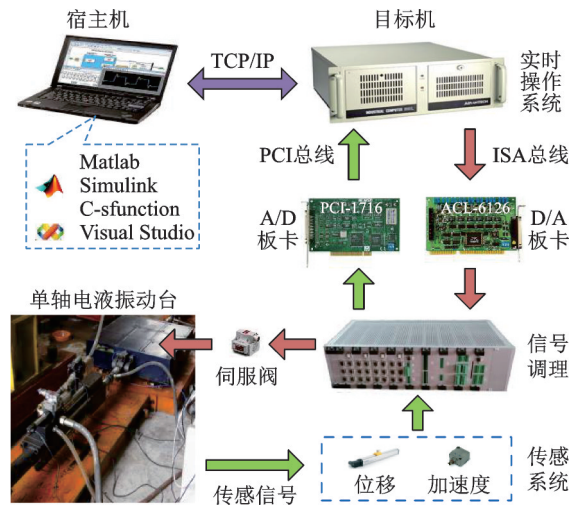 宿主机
目标机
TCP/IP
实时
操作
系统
Matlab
Simulink
C-sfunction
Visual Studio
PCI总线
ISA总线
A/D
板卡
PCI-1716
ACL-6126
D/A
板卡
单轴电液振动台
伺服阀
信号
调理
传感信号
位移
加速度
传感
系统